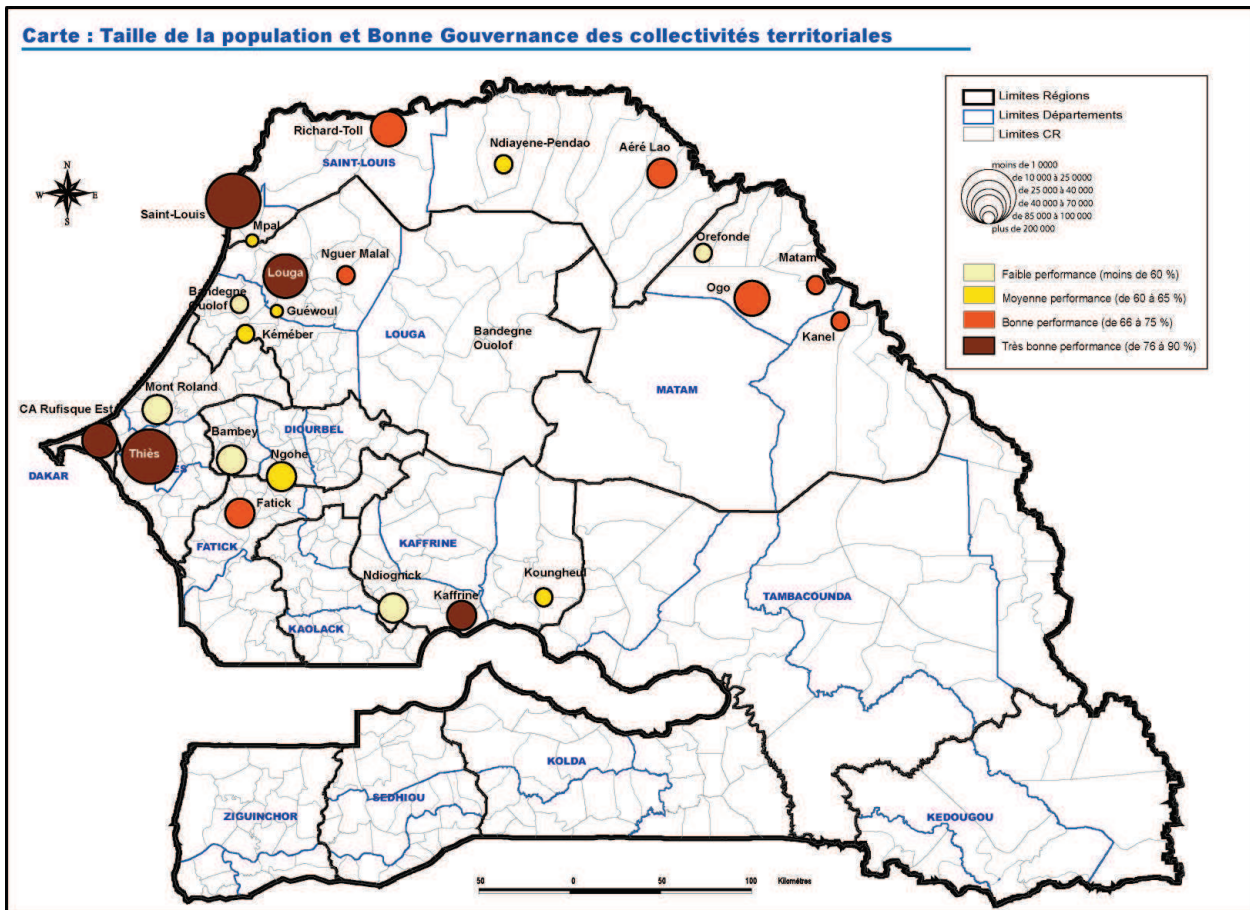 Carte : Taille de la population et Bonne Gouvernance des collectivités territoriales
Limites Régions
Limites Départements
Limites CR
moins de 1 0000
de 10 000 à 25 0000
de 25 000 à 40 000
de 40 000 à 70 000
de 85 000 à 100 000
plus de 200 000
Faible performance (moins de 60 %)
Moyenne performance (de 60 à 65 %)
Bonne performance (de 66 à 75 %)
Très bonne performance (de 76 à 90 %)
N
W
E
S
Richard-Toll
SAINT-LOUIS
Ndiayene-Pendao
Aéré Lao
Saint-Louis
Mpal
Orefonde
Louga
Nguer Malal
Matam
Ogo
Bandegne
Ouolof
Guéwoul
Kanel
Kéméber
LOUGA
Bandegne
Ouolof
MATAM
Mont Roland
CA Rufisque Est
Bambey
DIOURBEL
Thiès
ES
Ngohe
DAKAR
Fatick
FATICK
KAFFRINE
Ndiognick
Koungheul
Kaffrine
TAMBACOUNDA
KAOLACK
KOLDA
SEDHIOU
ZIGUINCHOR
KEDOUGOU
50
0
50
100
Kilométres